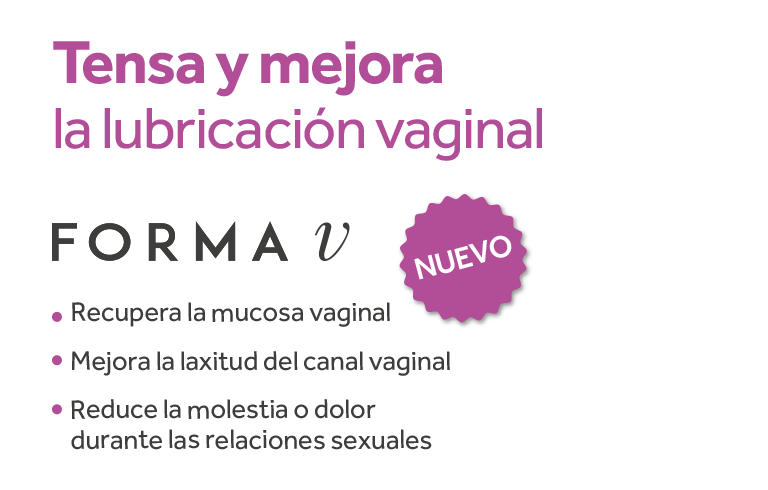 Tensa y mejora
la lubricación vaginal
FORMA V
NUEVO
• Recupera la mucosa vaginal
• Mejora la laxitud del canal vaginal
• Reduce la molestia o dolor
durante las relaciones sexuales